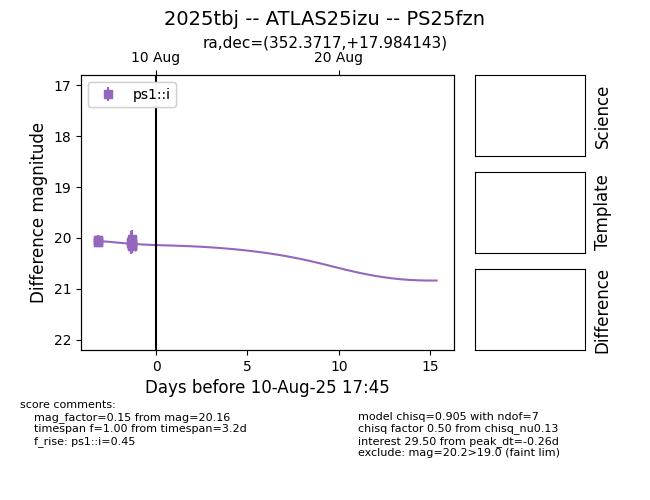 2025tbj -- ATLAS25izu -- PS25fzn
ra,dec=(352.3717,+17.984143)
10 Aug
20 Aug
ps1::i
17
18
19
20
21
22
Difference magnitude
0
5
10
15
Days before 10-Aug-25 17:45
Science
Template
Difference
score comments:
mag_factor=0.15 from mag=20.16
timespan f=1.00 from timespan=3.2d
f_rise: ps1::i=0.45
model chisq=0.905 with ndof=7
chisq factor 0.50 from chisq_nu0.13
interest 29.50 from peak_dt=-0.26d
exclude: mag=20.2>19.0 (faint lim)